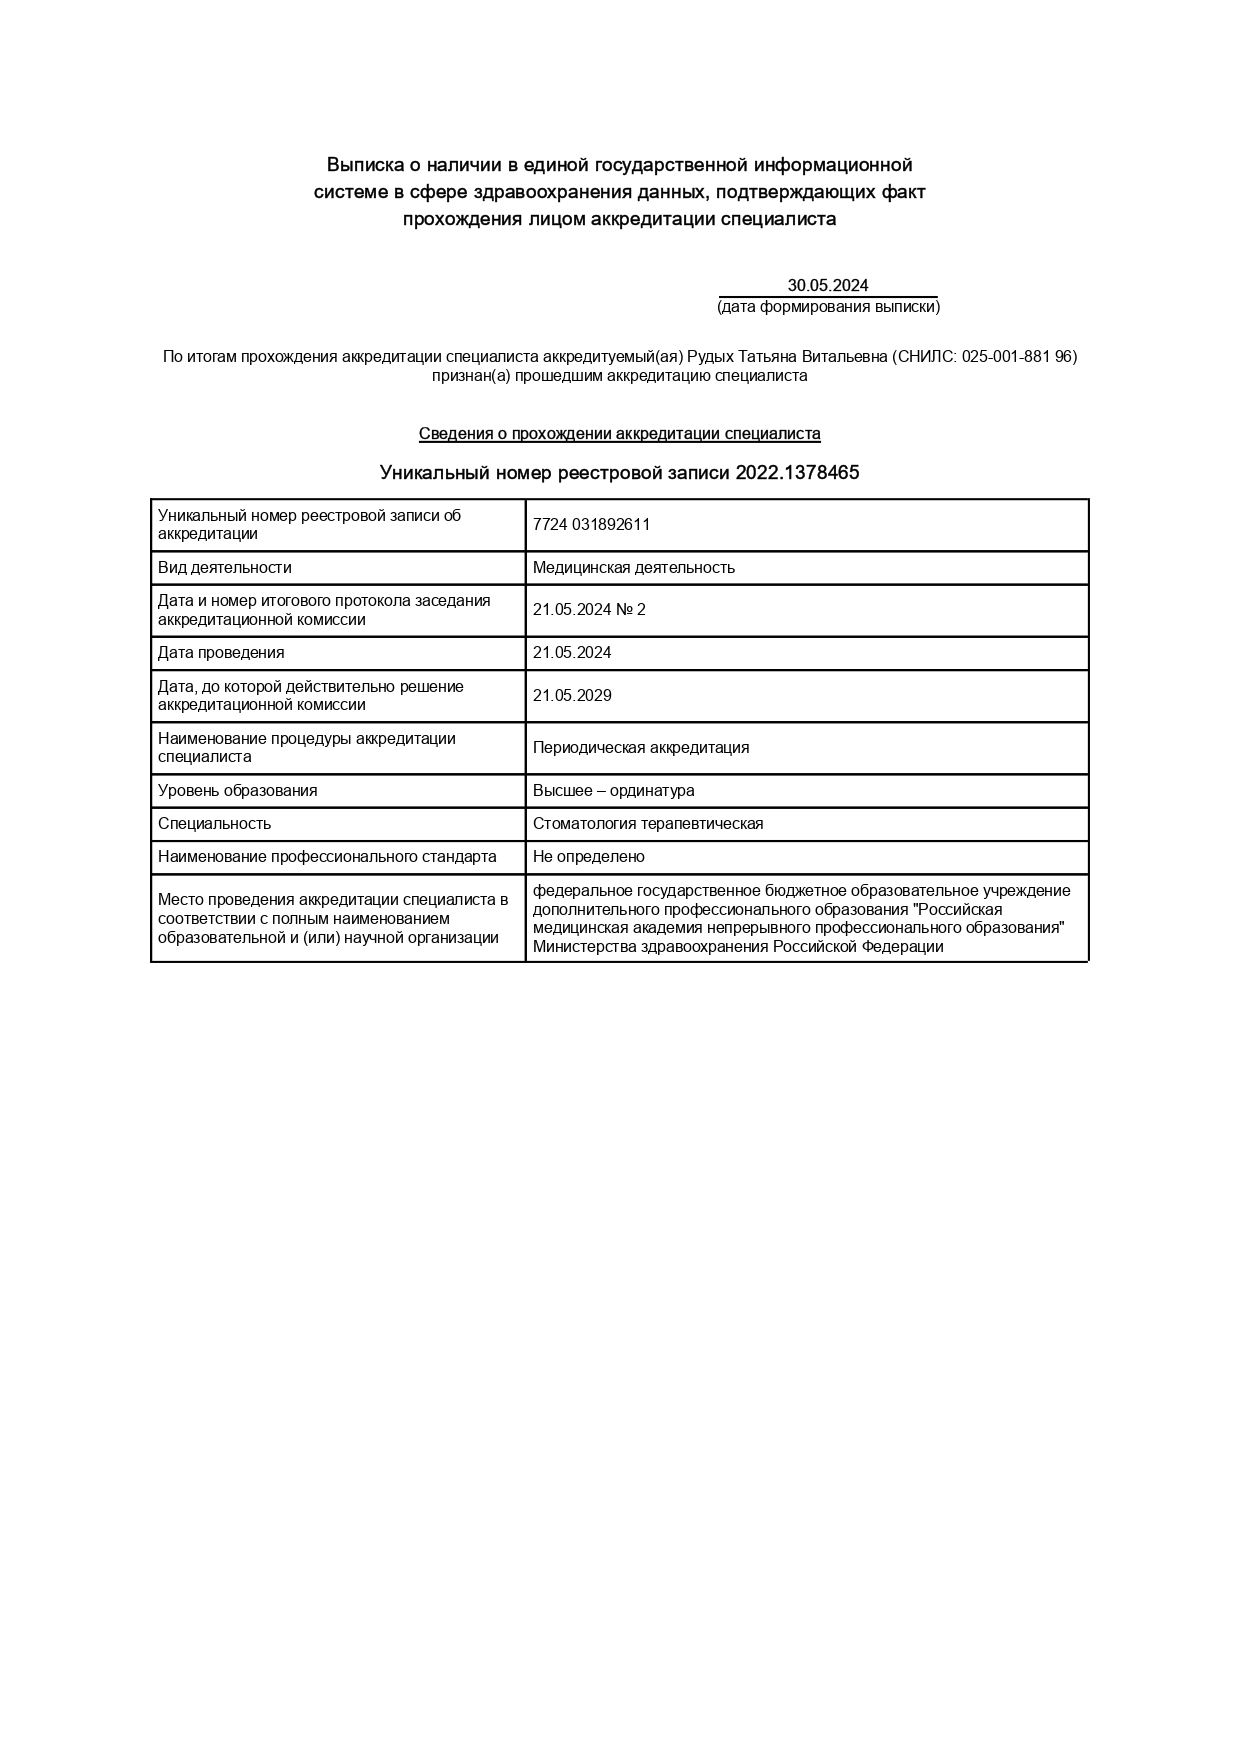 Выписка о наличии в единой государственной информационной
системе в сфере здравоохранения данных, подтверждающих факт
прохождения лицом аккредитации специалиста
30.05.2024
(дата формирования выписки)
По итогам прохождения аккредитации специалиста аккредитуемый(ая) Рудых Татьяна Витальевна (СНИЛС: 025-001-881 96)
признан(а) прошедшим аккредитацию специалиста
Сведения о прохождении аккредитации специалиста
Уникальный номер реестровой записи 2022.1378465
Уникальный номер реестровой записи об
аккредитации
7724 031892611
Вид деятельности
Медицинская деятельность
Дата и номер итогового протокола заседания
аккредитационной комиссии
21.05.2024 № 2
Дата проведения
21.05.2024
Дата, до которой действительно решение
аккредитационной комиссии
21.05.2029
Наименование процедуры аккредитации
специалиста
Периодическая аккредитация
Уровень образования
Высшее – ординатура
Специальность
Стоматология терапевтическая
Наименование профессионального стандарта
Не определено
Место проведения аккредитации специалиста в
соответствии с полным наименованием
образовательной и (или) научной организации
федеральное государственное бюджетное образовательное учреждение
дополнительного профессионального образования "Российская
медицинская академия непрерывного профессионального образования"
Министерства здравоохранения Российской Федерации